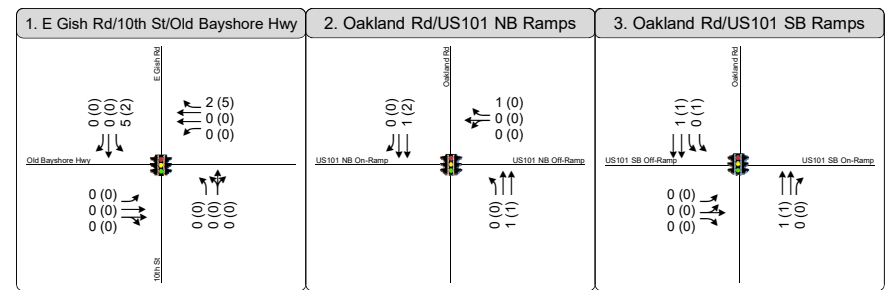 1. E Gish Rd/10th St/Old Bayshore Hwy
E Gish Rd
0 (0)
0 (0)
5 (2)
2 (5)
0 (0)
0 (0)
Old Bayshore Hwy
0 (0)
0 (0)
0 (0)
0 (0)
0 (0)
0 (0)
10th St
2. Oakland Rd/US101 NB Ramps
Oakland Rd
0 (0)
1 (2)
1 (0)
0 (0)
0 (0)
US101 NB On-Ramp
US101 NB Off-Ramp
0 (0)
1 (1)
3. Oakland Rd/US101 SB Ramps
Oakland Rd
1 (1)
0 (1)
US101 SB Off-Ramp
US101 SB On-Ramp
0 (0)
0 (0)
0 (0)
1 (1)
0 (0)